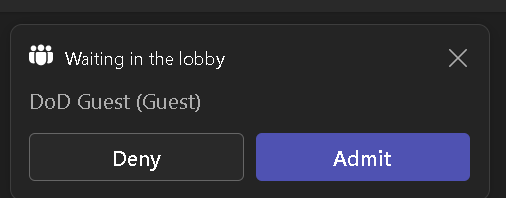 Waiting in the lobby
DoD Guest (Guest)
Deny
Admit